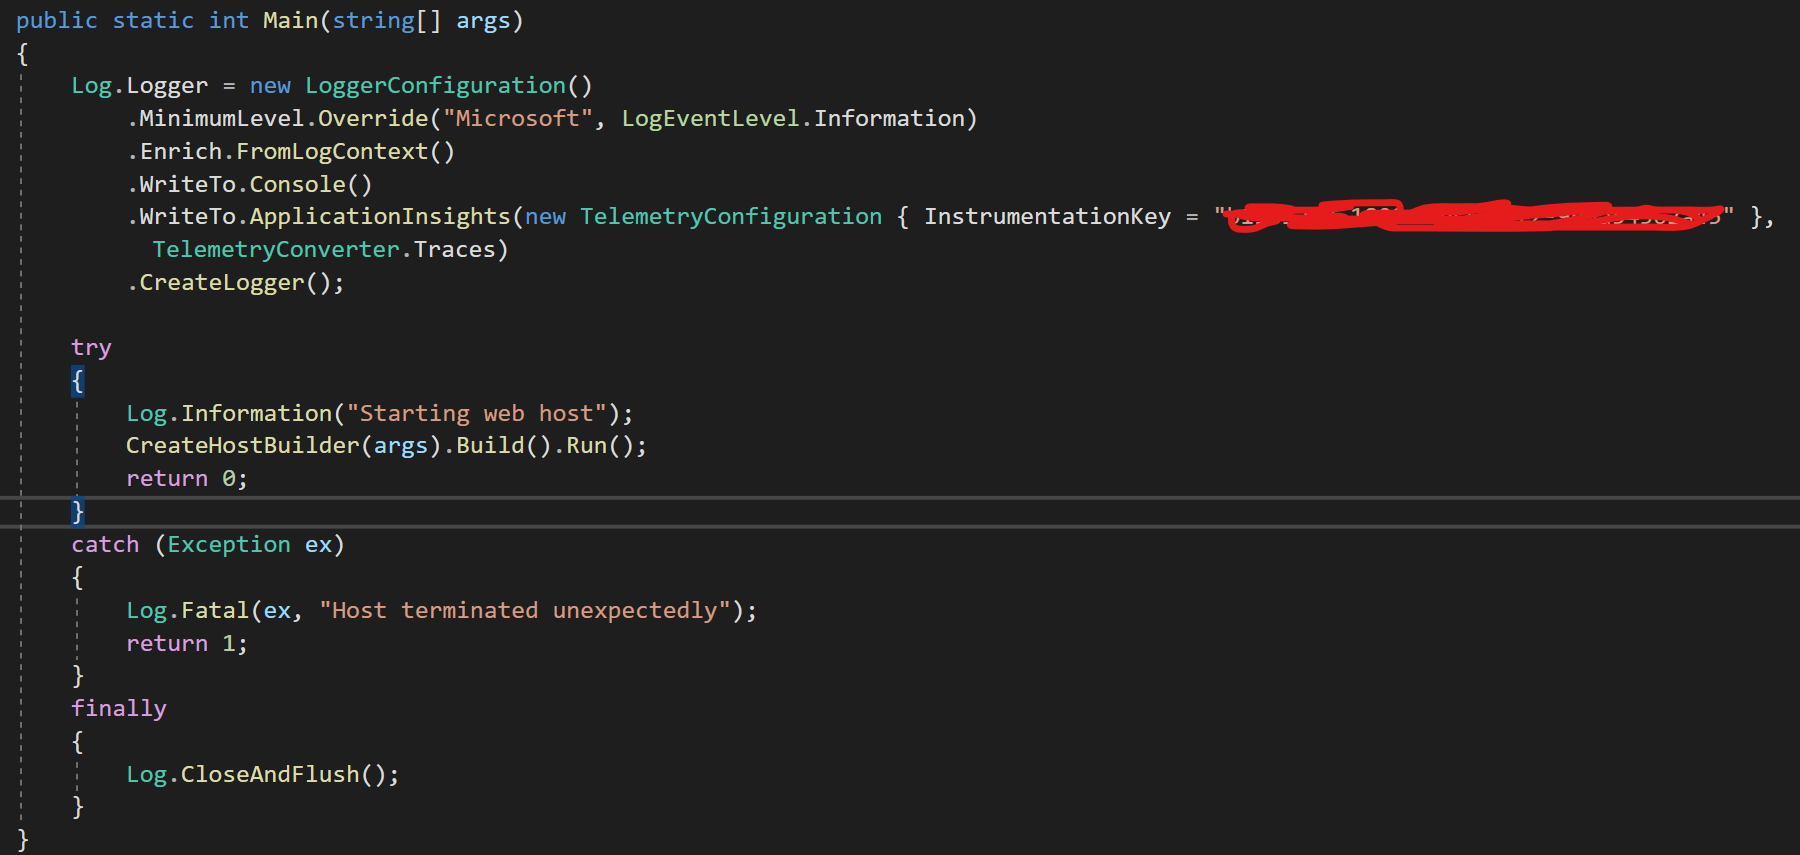 public static int Main(string[] args)
{
Log.Logger = new LoggerConfiguration()
.MinimumLevel.Override("Microsoft", LogEventLevel.Information)
.Enrich.FromLogContext()
.WriteTo.Console()
.WriteTo.ApplicationInsights(new TelemetryConfiguration { InstrumentationKey = "" },
TelemetryConverter.Traces)
.CreateLogger();
try
{
Log.Information("Starting web host");
CreateHostBuilder(args).Build().Run();
return 0;
}
catch (Exception ex)
{
Log.Fatal(ex, "Host terminated unexpectedly");
return 1;
}
finally
{
Log.CloseAndFlush();
}
}